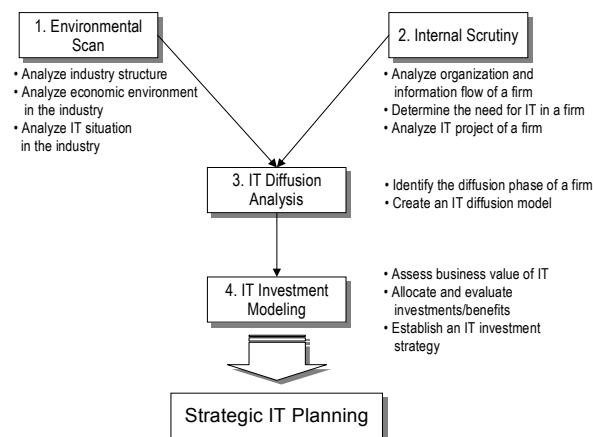 1. Environmental
Scan
• Analyze industry structure
• Analyze economic environment
in the industry
• Analyze IT situation
in the industry
2. Internal Scrutiny
• Analyze organization and
information flow of a firm
• Determine the need for IT in a firm
• Analyze IT project of a firm
3. IT Diffusion
Analysis
• Identify the diffusion phase of a firm
• Create an IT diffusion model
4. IT Investment
Modeling
• Assess business value of IT
• Allocate and evaluate
investments/benefits
• Establish an IT investment
strategy
Strategic IT Planning